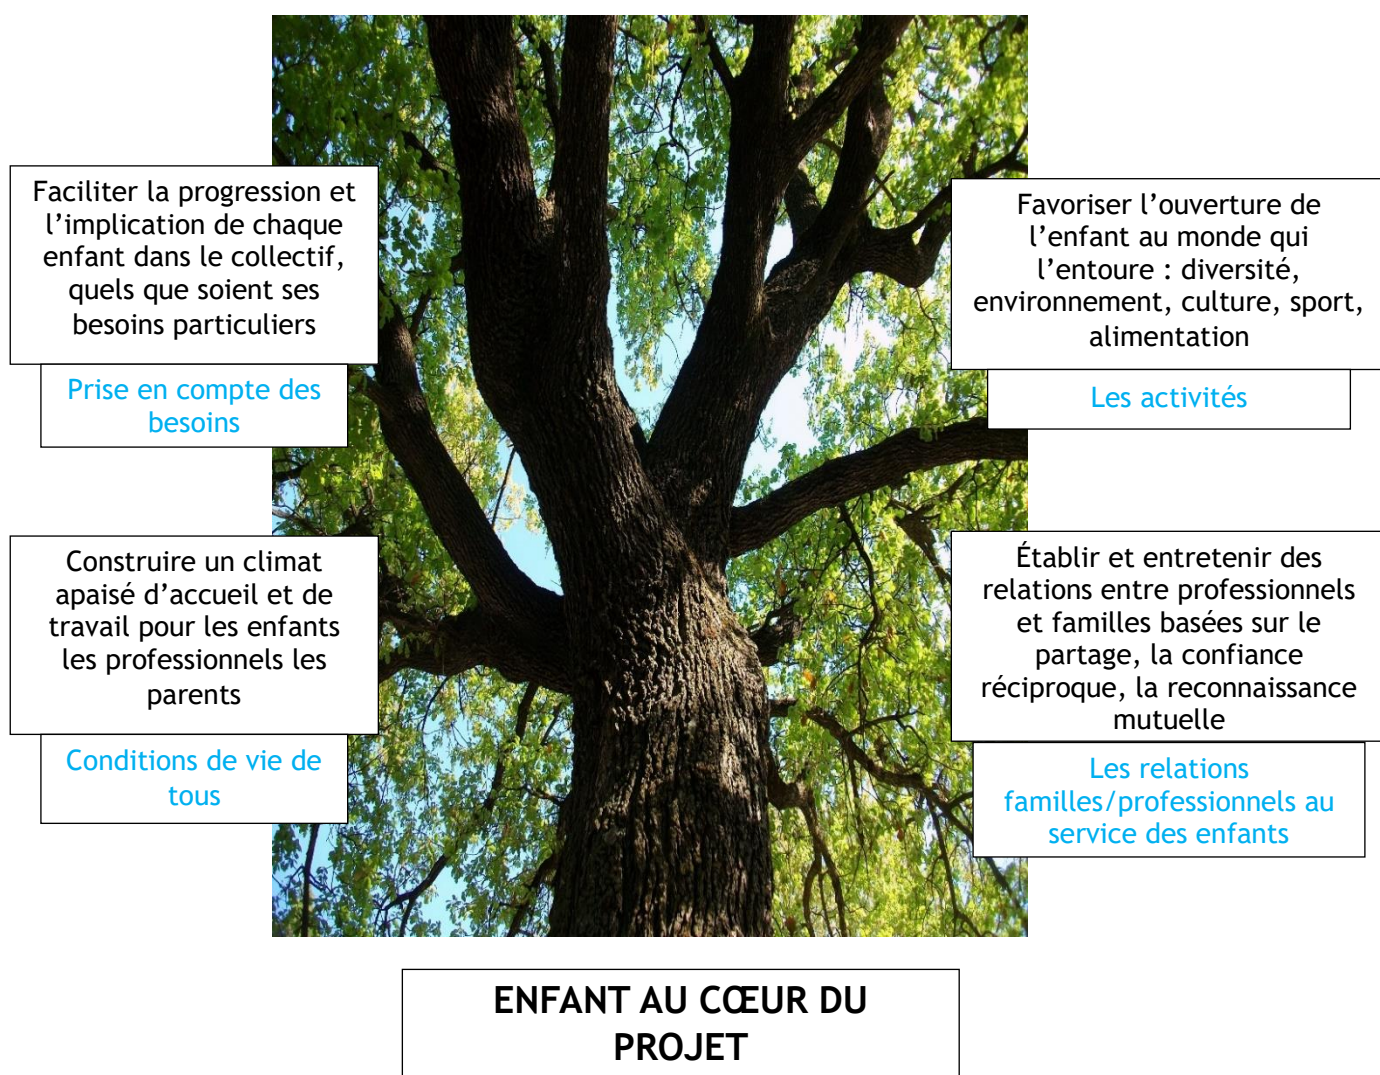 Faciliter la progression et
l’implication de chaque
enfant dans le collectif,
quels que soient ses
besoins particuliers
Prise en compte des
besoins
Favoriser l’ouverture de
l’enfant au monde qui
l’entoure : diversité,
environnement, culture, sport,
alimentation
Les activités
Construire un climat
apaisé d’accueil et de
travail pour les enfants
les professionnels les
parents
Conditions de vie de
tous
Établir et entretenir des
relations entre professionnels
et familles basées sur le
partage, la confiance
réciproque, la reconnaissance
mutuelle
Les relations
familles/professionnels au
service des enfants
ENFANT AU CŒUR DU
PROJET